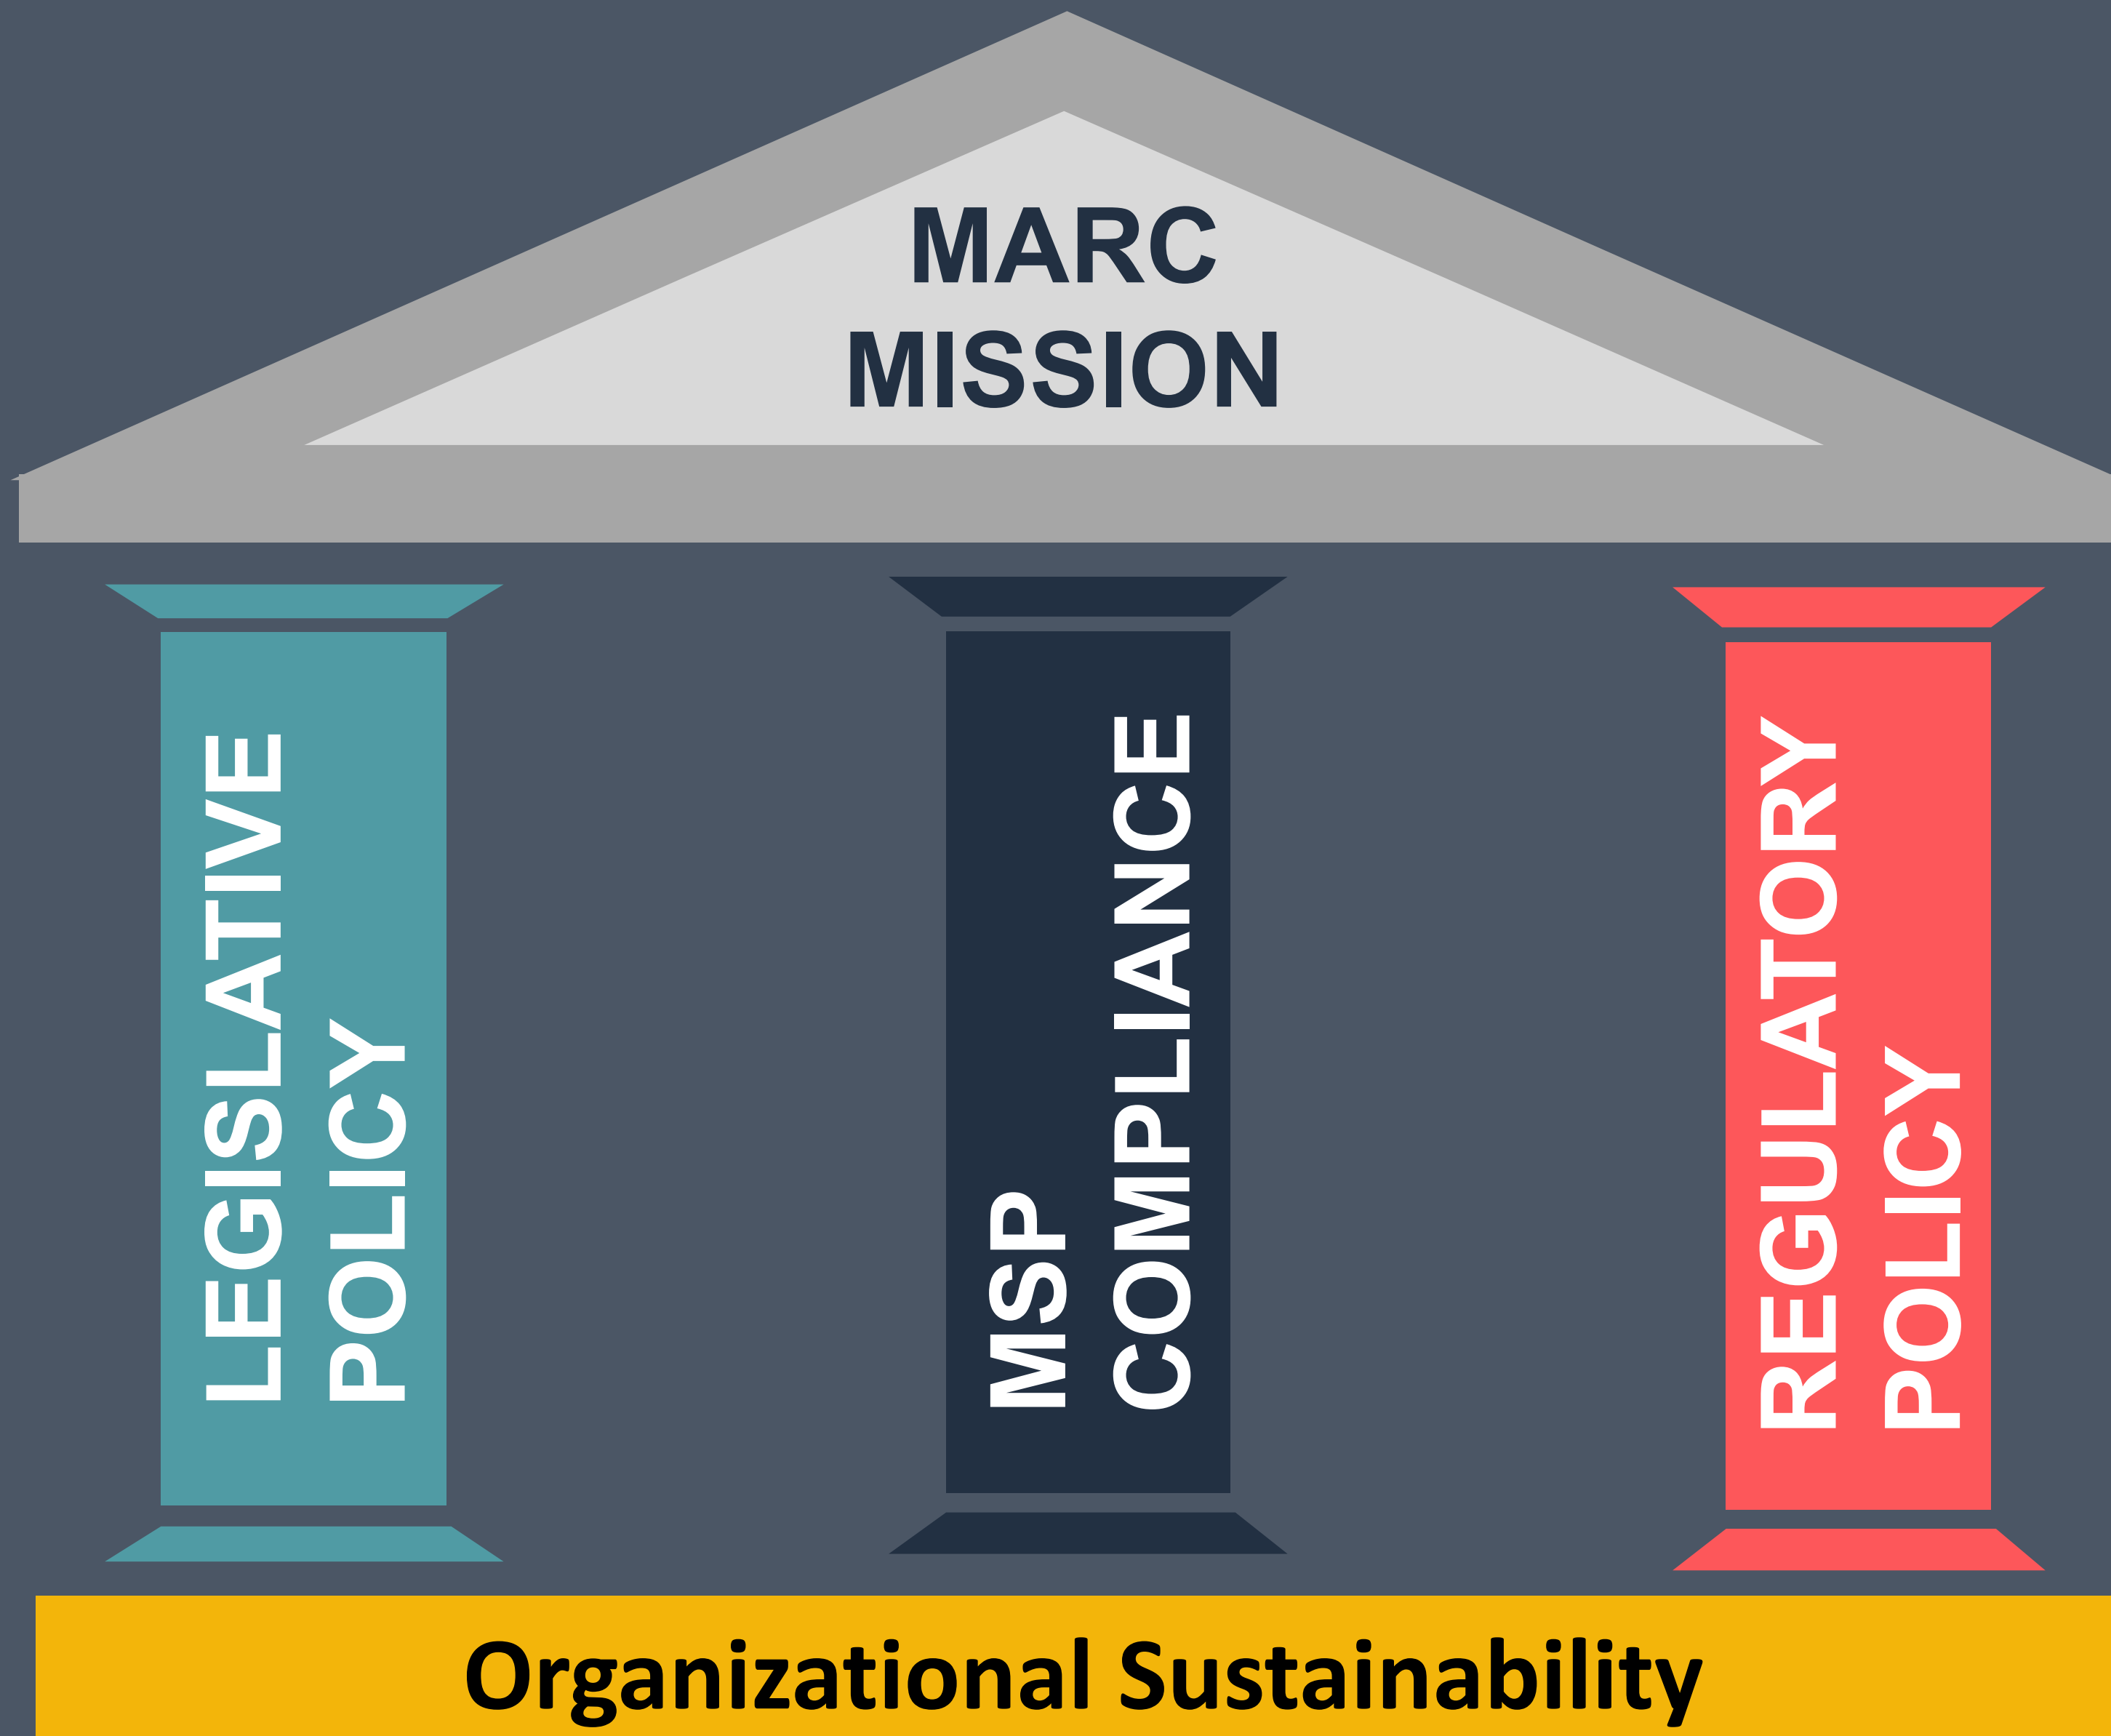 MARC
MISSION
LEGISLATIVE
POLICY
MSP
COMPLIANCE
REGULATORY
POLICY
Organizational Sustainability